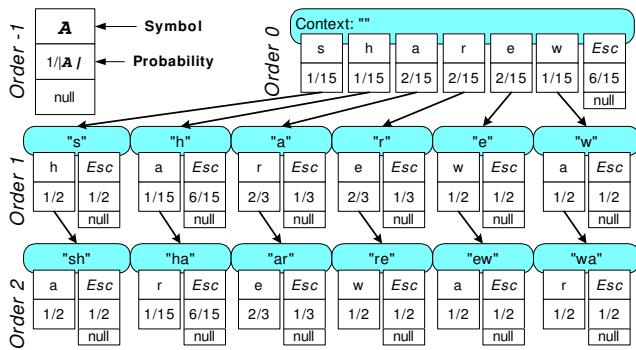 Order -1
A
Symbol
1/|A|
Probability
null
Order 0
Context: ""
s h a r e w Esc
1/15 1/15 2/15 2/15 2/15 1/15 6/15
null
Order 1
"s" "h" "a" "r" "e" "w"
h Esc a Esc r Esc e Esc w Esc a Esc
1/2 1/2 1/15 6/15 2/3 1/3 2/3 1/3 1/2 1/2 1/2 1/2
null null null null null null
Order 2
"sh" "ha" "ar" "re" "ew" "wa"
a Esc r Esc e Esc w Esc a Esc r Esc
1/2 1/2 1/15 6/15 2/3 1/3 1/2 1/2 1/2 1/2 1/2 1/2
null null null null null null